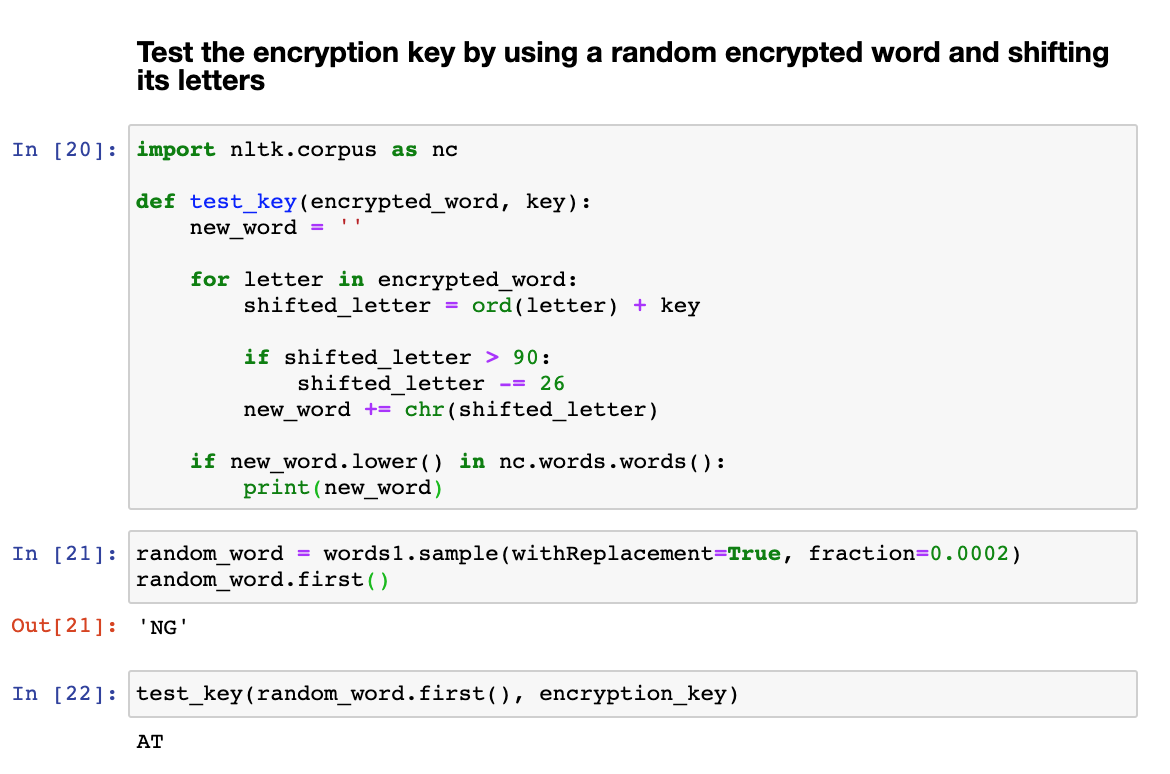 Test the encryption key by using a random encrypted word and shifting
its letters
In [20]:
import nltk.corpus as nc
def test_key(encrypted_word, key):
new_word = ''
for letter in encrypted_word:
shifted_letter = ord(letter) + key
if shifted_letter > 90:
shifted_letter -= 26
new_word += chr(shifted_letter)
if new_word.lower() in nc.words.words():
print(new_word)
In [21]:
random_word = words1.sample(withReplacement=True, fraction=0.0002)
random_word.first()
Out[21]:
'NG'
In [22]:
test_key(random_word.first(), encryption_key)
AT